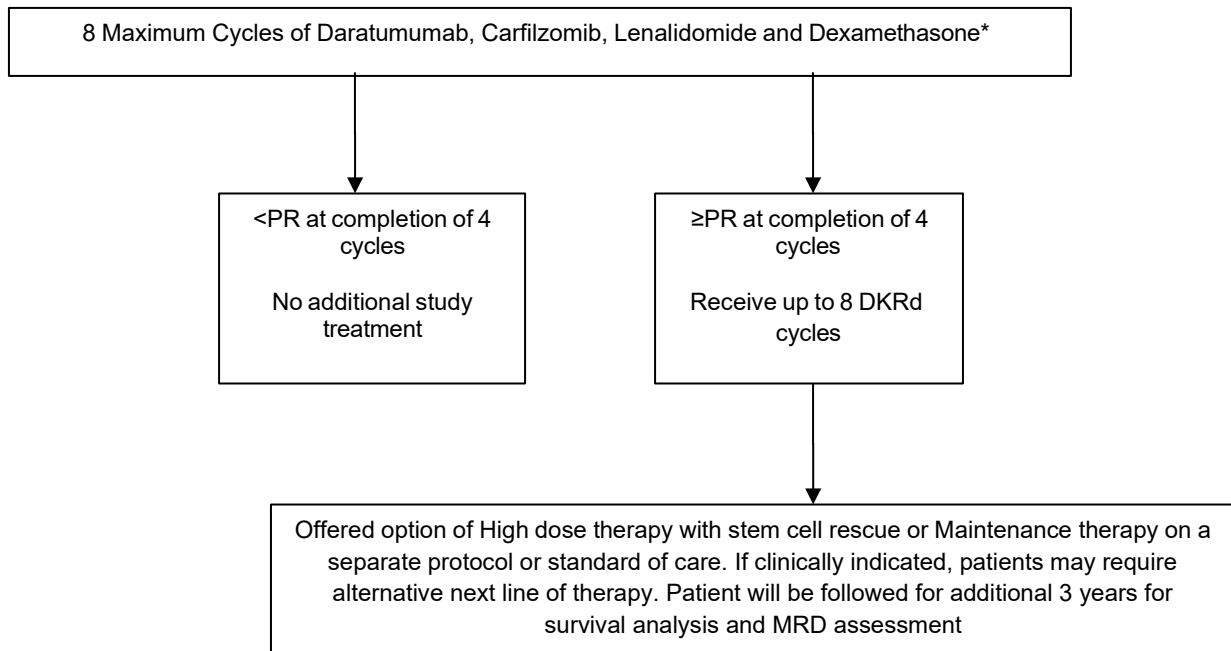 8 Maximum Cycles of Daratumumab, Carfilzomib, Lenalidomide and Dexamethasone*
<PR at completion of 4
cycles
No additional study
treatment
≥PR at completion of 4
cycles
Receive up to 8 DKRd
cycles
Offered option of High dose therapy with stem cell rescue or Maintenance therapy on a
separate protocol or standard of care. If clinically indicated, patients may require
alternative next line of therapy. Patient will be followed for additional 3 years for
survival analysis and MRD assessment